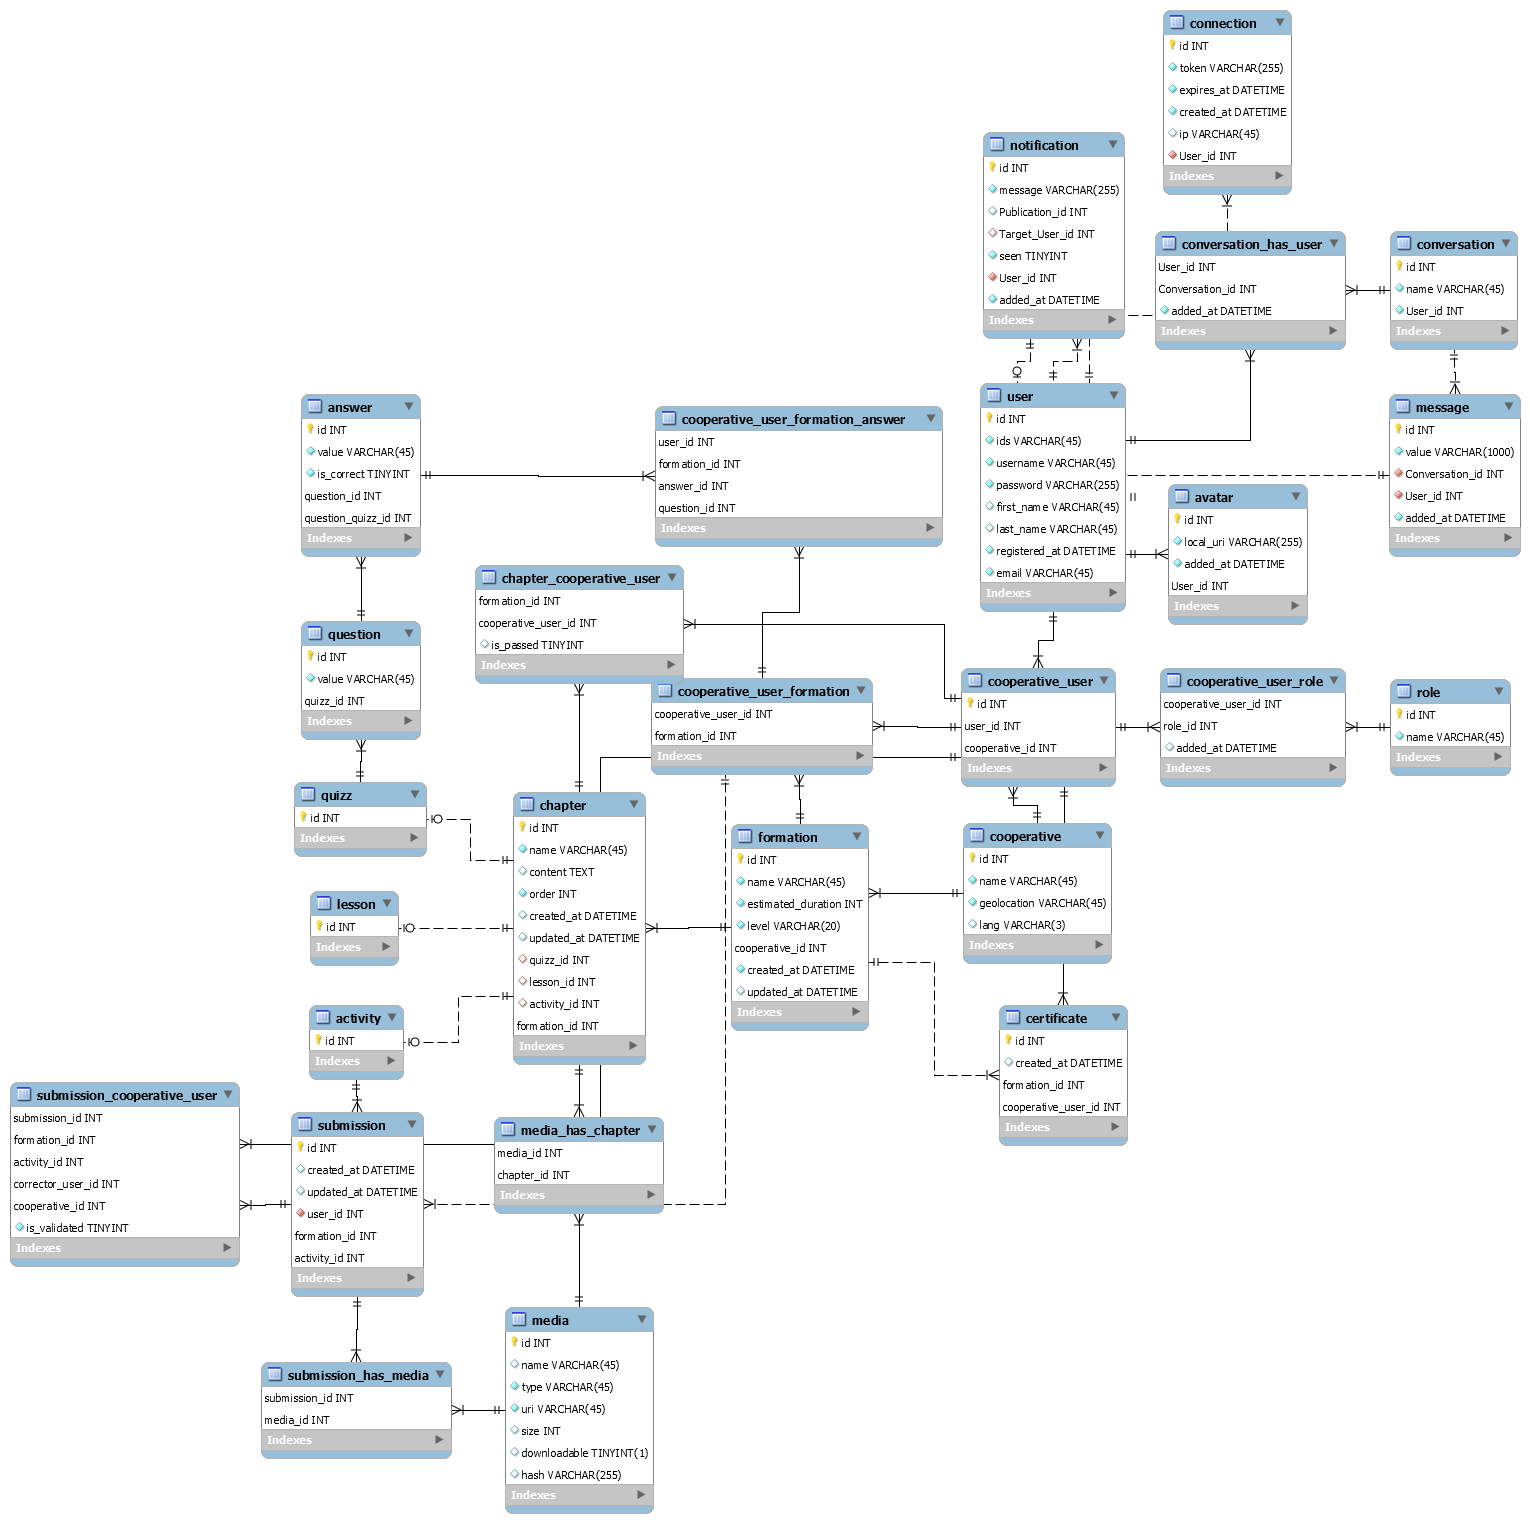 connection
id INT
token VARCHAR(255)
expires_at DATETIME
created_at DATETIME
ip VARCHAR(45)
User_id INT
Indexes
notification
id INT
message VARCHAR(255)
Publication_id INT
Target_User_id INT
seen TINYINT
User_id INT
added_at DATETIME
Indexes
conversation_has_user
User_id INT
Conversation_id INT
added_at DATETIME
Indexes
conversation
id INT
name VARCHAR(45)
User_id INT
Indexes
user
id INT
ids VARCHAR(45)
username VARCHAR(45)
password VARCHAR(255)
first_name VARCHAR(45)
last_name VARCHAR(45)
registered_at DATETIME
email VARCHAR(45)
Indexes
message
id INT
value VARCHAR(1000)
Conversation_id INT
User_id INT
added_at DATETIME
Indexes
avatar
id INT
local_uri VARCHAR(255)
added_at DATETIME
User_id INT
Indexes
answer
id INT
value VARCHAR(45)
is_correct TINYINT
question_id INT
question_quizz_id INT
Indexes
cooperative_user_formation_answer
user_id INT
formation_id INT
answer_id INT
question_id INT
Indexes
chapter_cooperative_user
formation_id INT
cooperative_user_id INT
is_passed TINYINT
Indexes
question
id INT
value VARCHAR(45)
quizz_id INT
Indexes
cooperative_user_formation
cooperative_user_id INT
formation_id INT
Indexes
cooperative_user
id INT
user_id INT
cooperative_id INT
Indexes
cooperative_user_role
cooperative_user_id INT
role_id INT
added_at DATETIME
Indexes
role
id INT
name VARCHAR(45)
Indexes
quizz
id INT
Indexes
chapter
id INT
name VARCHAR(45)
content TEXT
order INT
created_at DATETIME
updated_at DATETIME
quizz_id INT
lesson_id INT
activity_id INT
formation_id INT
Indexes
formation
id INT
name VARCHAR(45)
estimated_duration INT
level VARCHAR(20)
cooperative_id INT
created_at DATETIME
updated_at DATETIME
Indexes
cooperative
id INT
name VARCHAR(45)
geolocation VARCHAR(45)
lang VARCHAR(3)
Indexes
lesson
id INT
Indexes
activity
id INT
Indexes
certificate
id INT
created_at DATETIME
formation_id INT
cooperative_user_id INT
Indexes
submission_cooperative_user
submission_id INT
formation_id INT
activity_id INT
corrector_user_id INT
cooperative_id INT
is_validated TINYINT
Indexes
submission
id INT
created_at DATETIME
updated_at DATETIME
user_id INT
formation_id INT
activity_id INT
Indexes
media_has_chapter
media_id INT
chapter_id INT
Indexes
submission_has_media
submission_id INT
media_id INT
Indexes
media
id INT
name VARCHAR(45)
type VARCHAR(45)
uri VARCHAR(45)
size INT
downloadable TINYINT(1)
hash VARCHAR(255)
Indexes